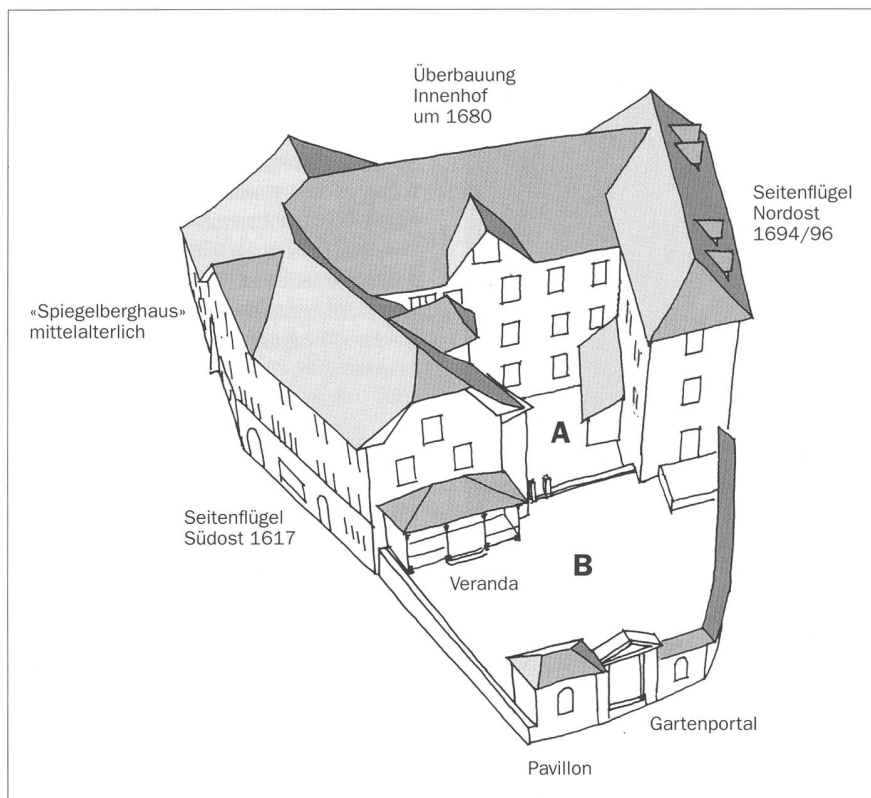 Überbauung
Innenhof
um 1680
Seitenflügel
Nordost
1694/96
«Spiegelberghaus»
mittelalterlich
A
Seitenflügel
Südost 1617
B
Veranda
Gartenportal
Pavillon